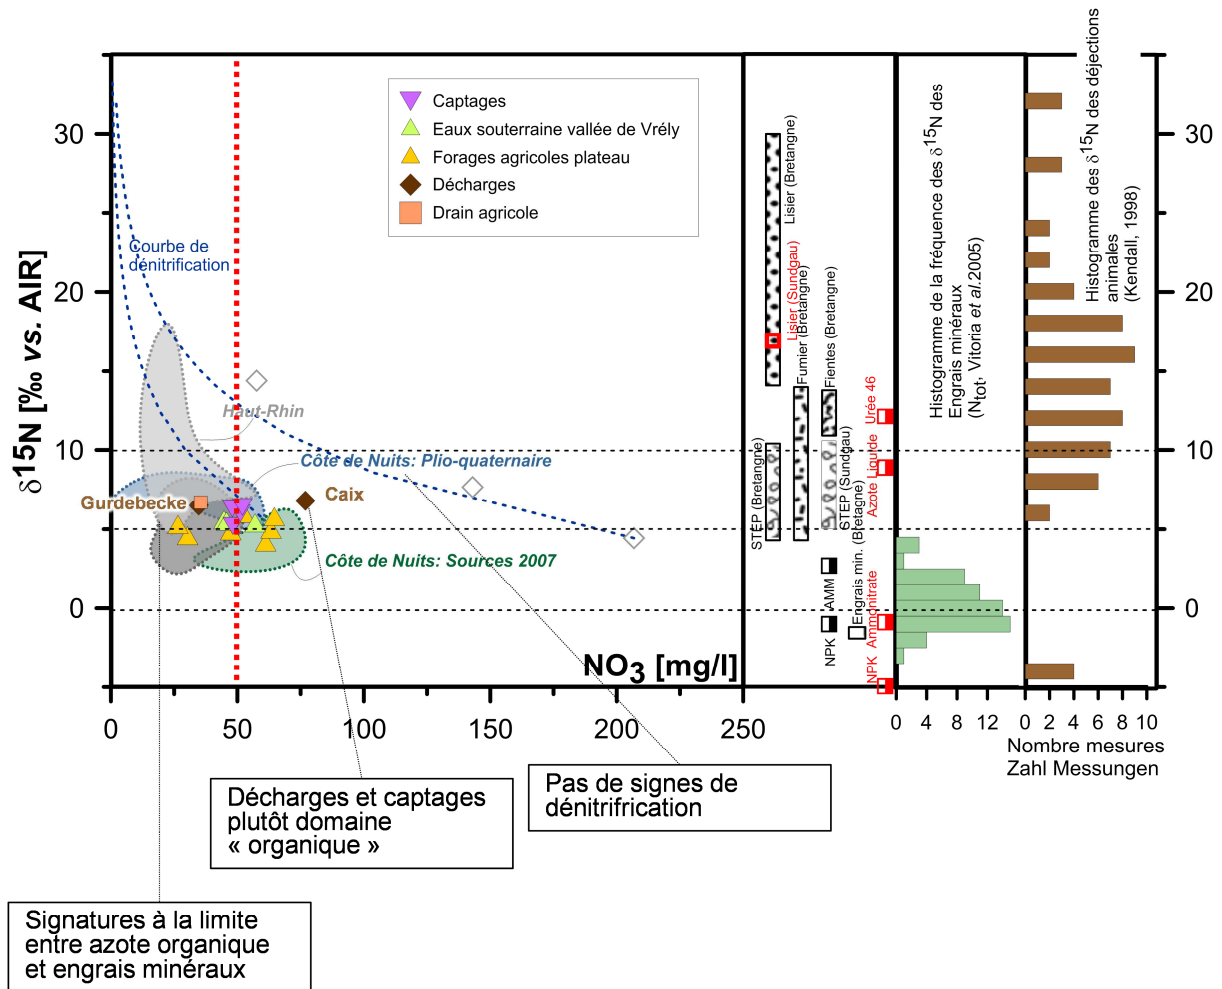 δ15N [‰ vs. AIR]
30
20
10
0
Captages
Eaux souterraine vallée de Vrély
Forages agricoles plateau
Décharges
Drain agricole
Courbe de
dénitrification
Haut-Rhin
Côte de Nuits: Plio-quaternaire
Gurdebecke
Caix
Côte de Nuits: Sources 2007
NO3 [mg/l]
0
50
100
150
200
250
Lisier (Bretangne)
Lisier (Sundgau)
Fumier (Bretangne)
Fientes (Bretangne)
STEP (Bretangne)
STEP (Sundgau)
Engrais min. (Bretagne)
NPK
AMM
Urée 46
Azote Liquide
Ammonitrate
NPK
Histogramme de la fréquence des δ15N des
Engrais minéraux
(Ntot, Vitoria et al.2005)
0 4 8 12
Histogramme des δ15N des déjections
animales
(Kendall, 1998)
30
20
10
0
0 2 4 6 8 10
Nombre mesures
Zahl Messungen
Pas de signes de
dénitrifrication
Décharges et captages
plutôt domaine
« organique »
Signatures à la limite
entre azote organique
et engrais minéraux